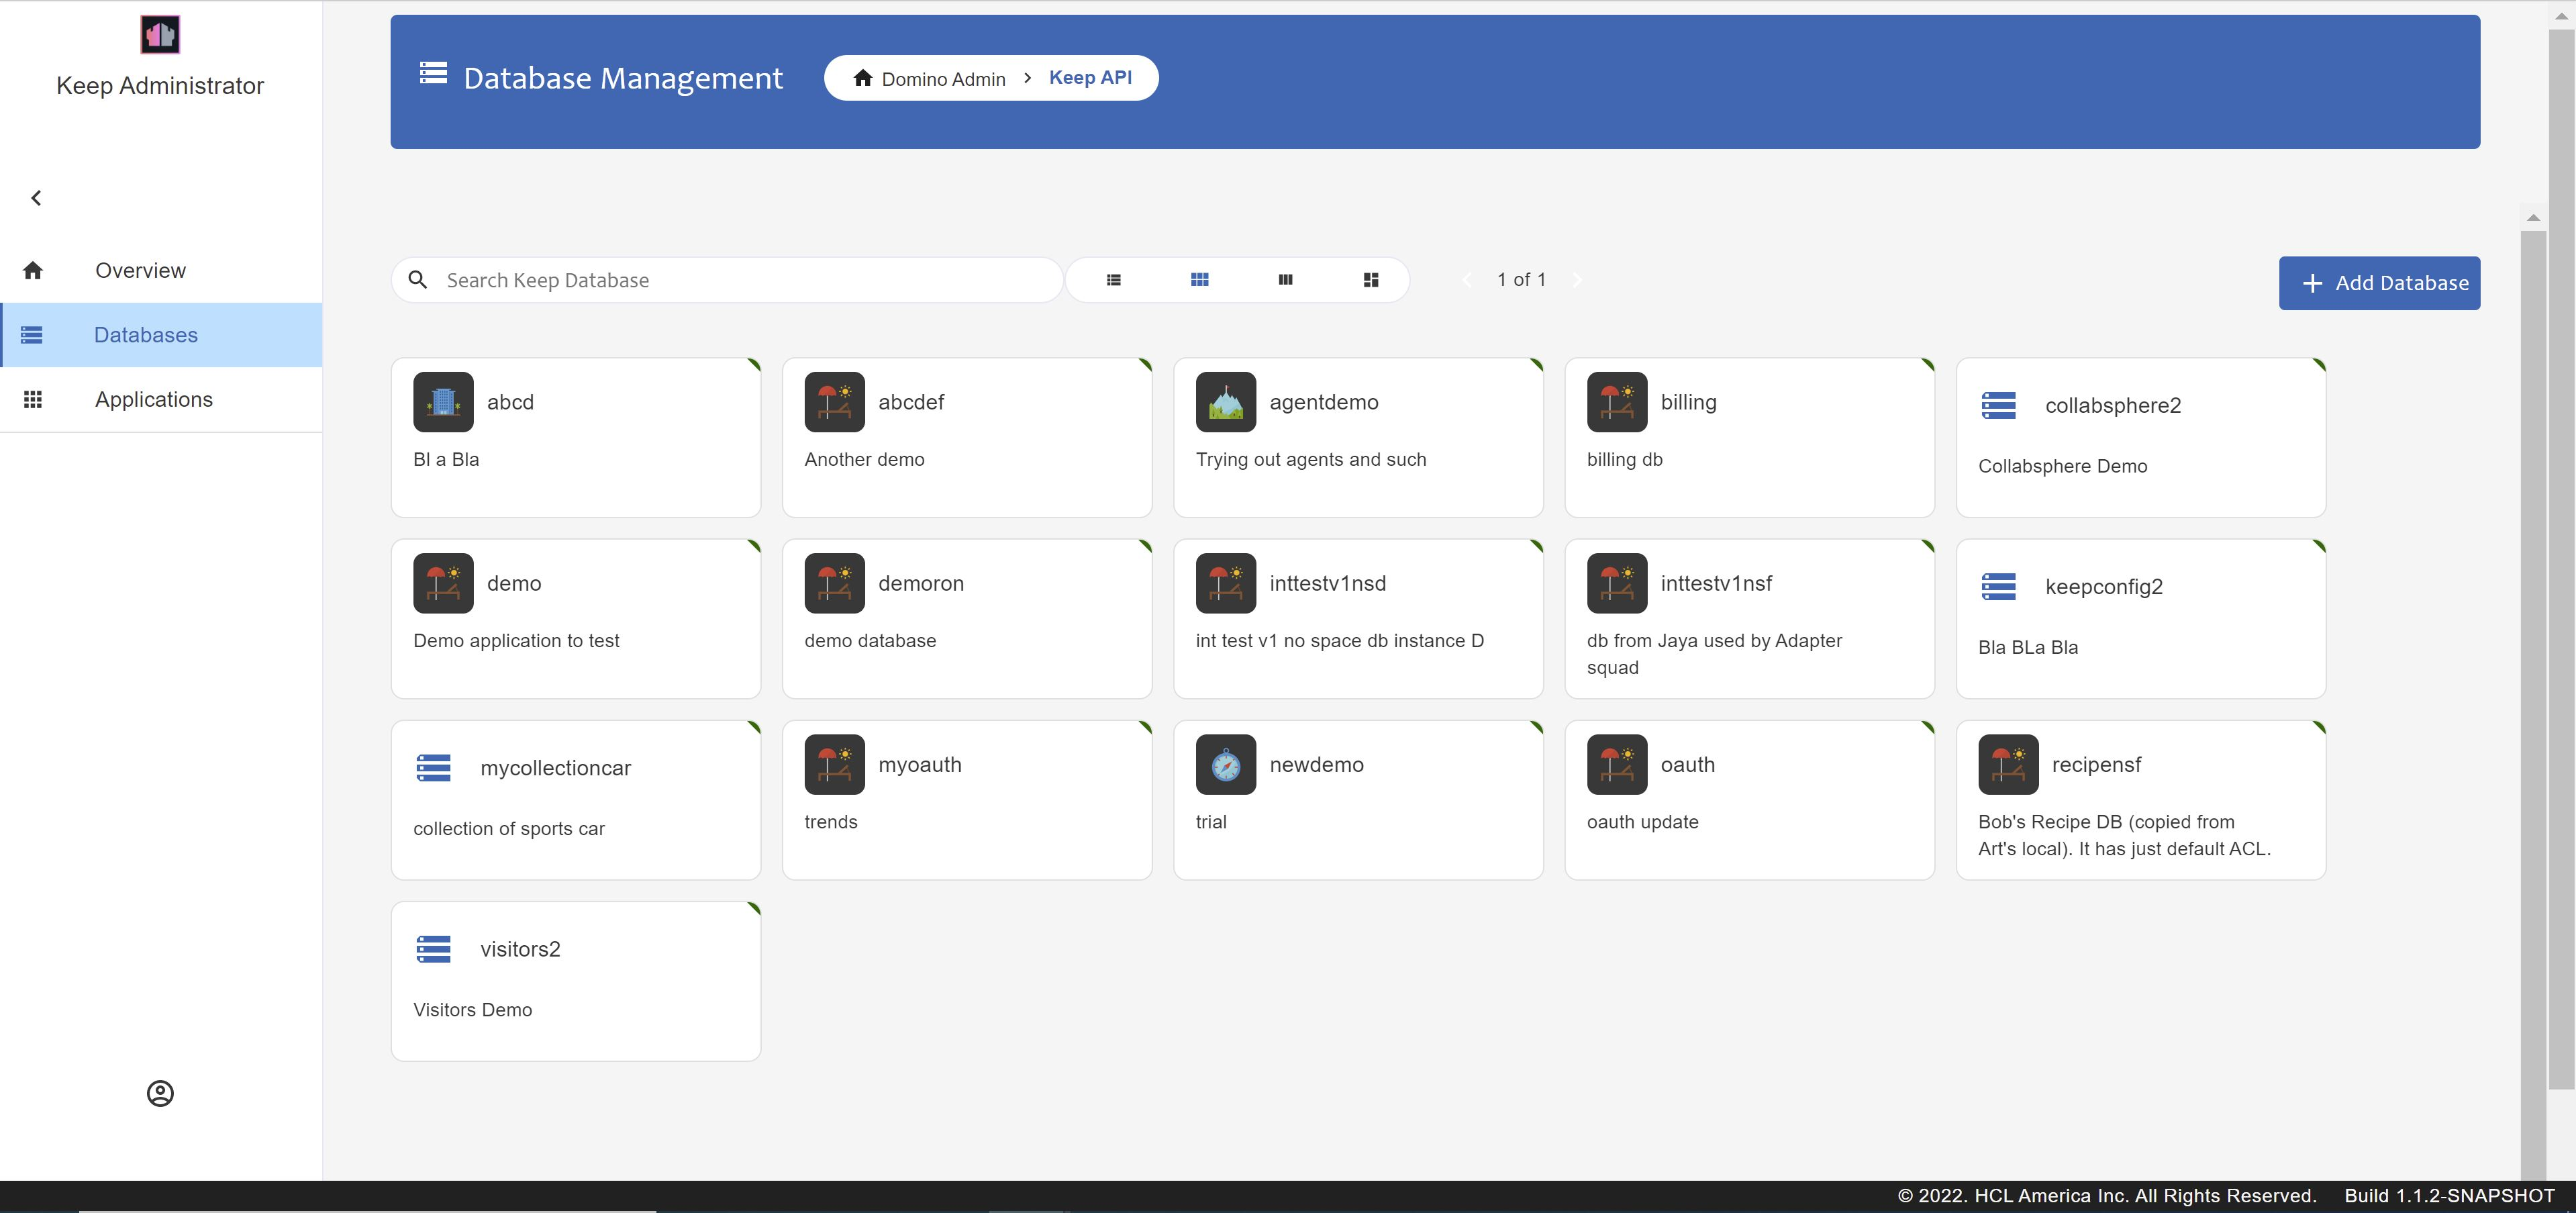 Keep Administrator
Overview
Databases
Applications
Database Management
Domino Admin > Keep API
Search Keep Database
1 of 1
+ Add Database
abcd
Bl a Bla
abcdef
Another demo
agentdemo
Trying out agents and such
billing
billing db
collabsphere2
Collabsphere Demo
demo
Demo application to test
demoron
demo database
inttestv1nsd
int test v1 no space db instance D
inttestv1nsf
db from Jaya used by Adapter
squad
keepconfig2
Bla BLa Bla
mycollectioncar
collection of sports car
myoauth
trends
newdemo
trial
oauth
oauth update
recipensf
Bob's Recipe DB (copied from
Art's local). It has just default ACL.
visitors2
Visitors Demo
© 2022. HCL America Inc. All Rights Reserved. Build 1.1.2-SNAPSHOT